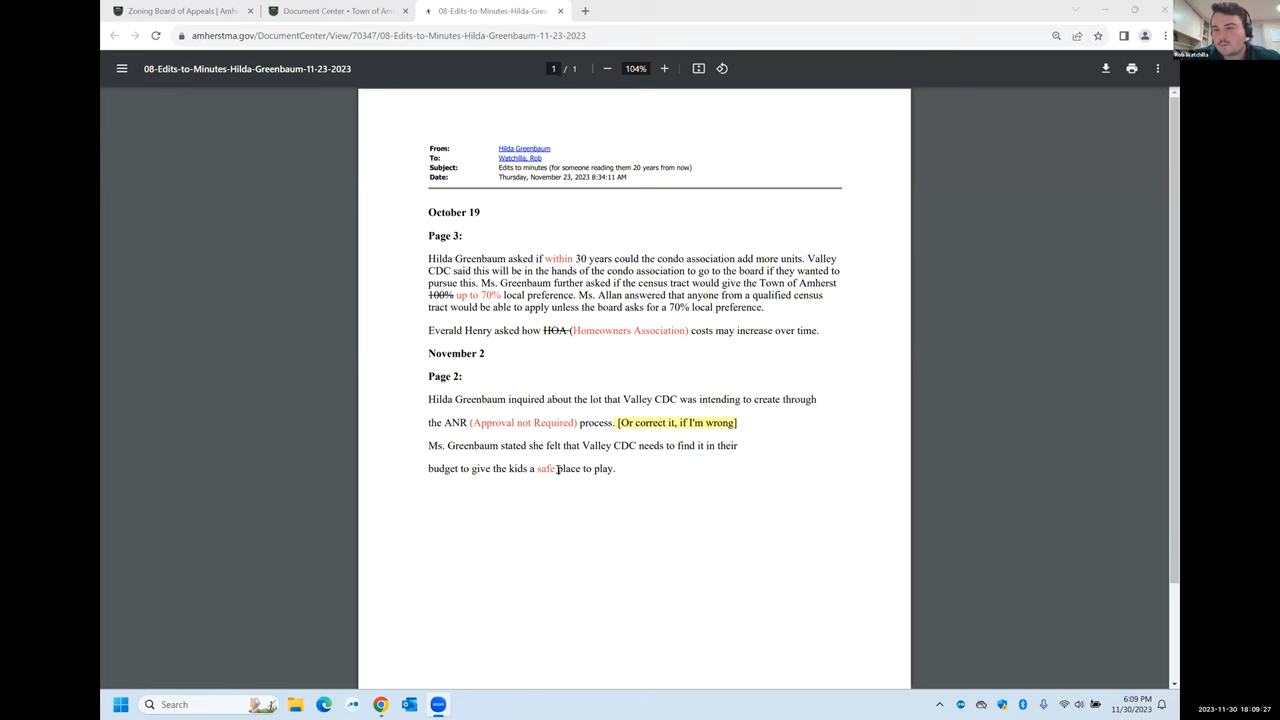 Zoning Board of Appeals | Amh
Document Center • Town of Amh
08-Edits-to-Minutes-Hilda-Green
amherstma.gov/DocumentCenter/View/70347/08-Edits-to-Minutes-Hilda-Greenbaum-11-23-2023
08-Edits-to-Minutes-Hilda-Greenbaum-11-23-2023
1 / 1
104%
Rob Watchilla
From: Hilda Greenbaum
To: Watchilla, Rob
Subject: Edits to minutes (for someone reading them 20 years from now)
Date: Thursday, November 23, 2023 8:34:11 AM
October 19
Page 3:
Hilda Greenbaum asked if within 30 years could the condo association add more units. Valley
CDC said this will be in the hands of the condo association to go to the board if they wanted to
pursue this. Ms. Greenbaum further asked if the census tract would give the Town of Amherst
100% up to 70% local preference. Ms. Allan answered that anyone from a qualified census
tract would be able to apply unless the board asks for a 70% local preference.
Everald Henry asked how HOA (Homeowners Association) costs may increase over time.
November 2
Page 2:
Hilda Greenbaum inquired about the lot that Valley CDC was intending to create through
the ANR (Approval not Required) process. [Or correct it, if I'm wrong]
Ms. Greenbaum stated she felt that Valley CDC needs to find it in their
budget to give the kids a safe place to play.
Search
zoom
6:09 PM
11/30/2023
2023-11-30 18:09:27